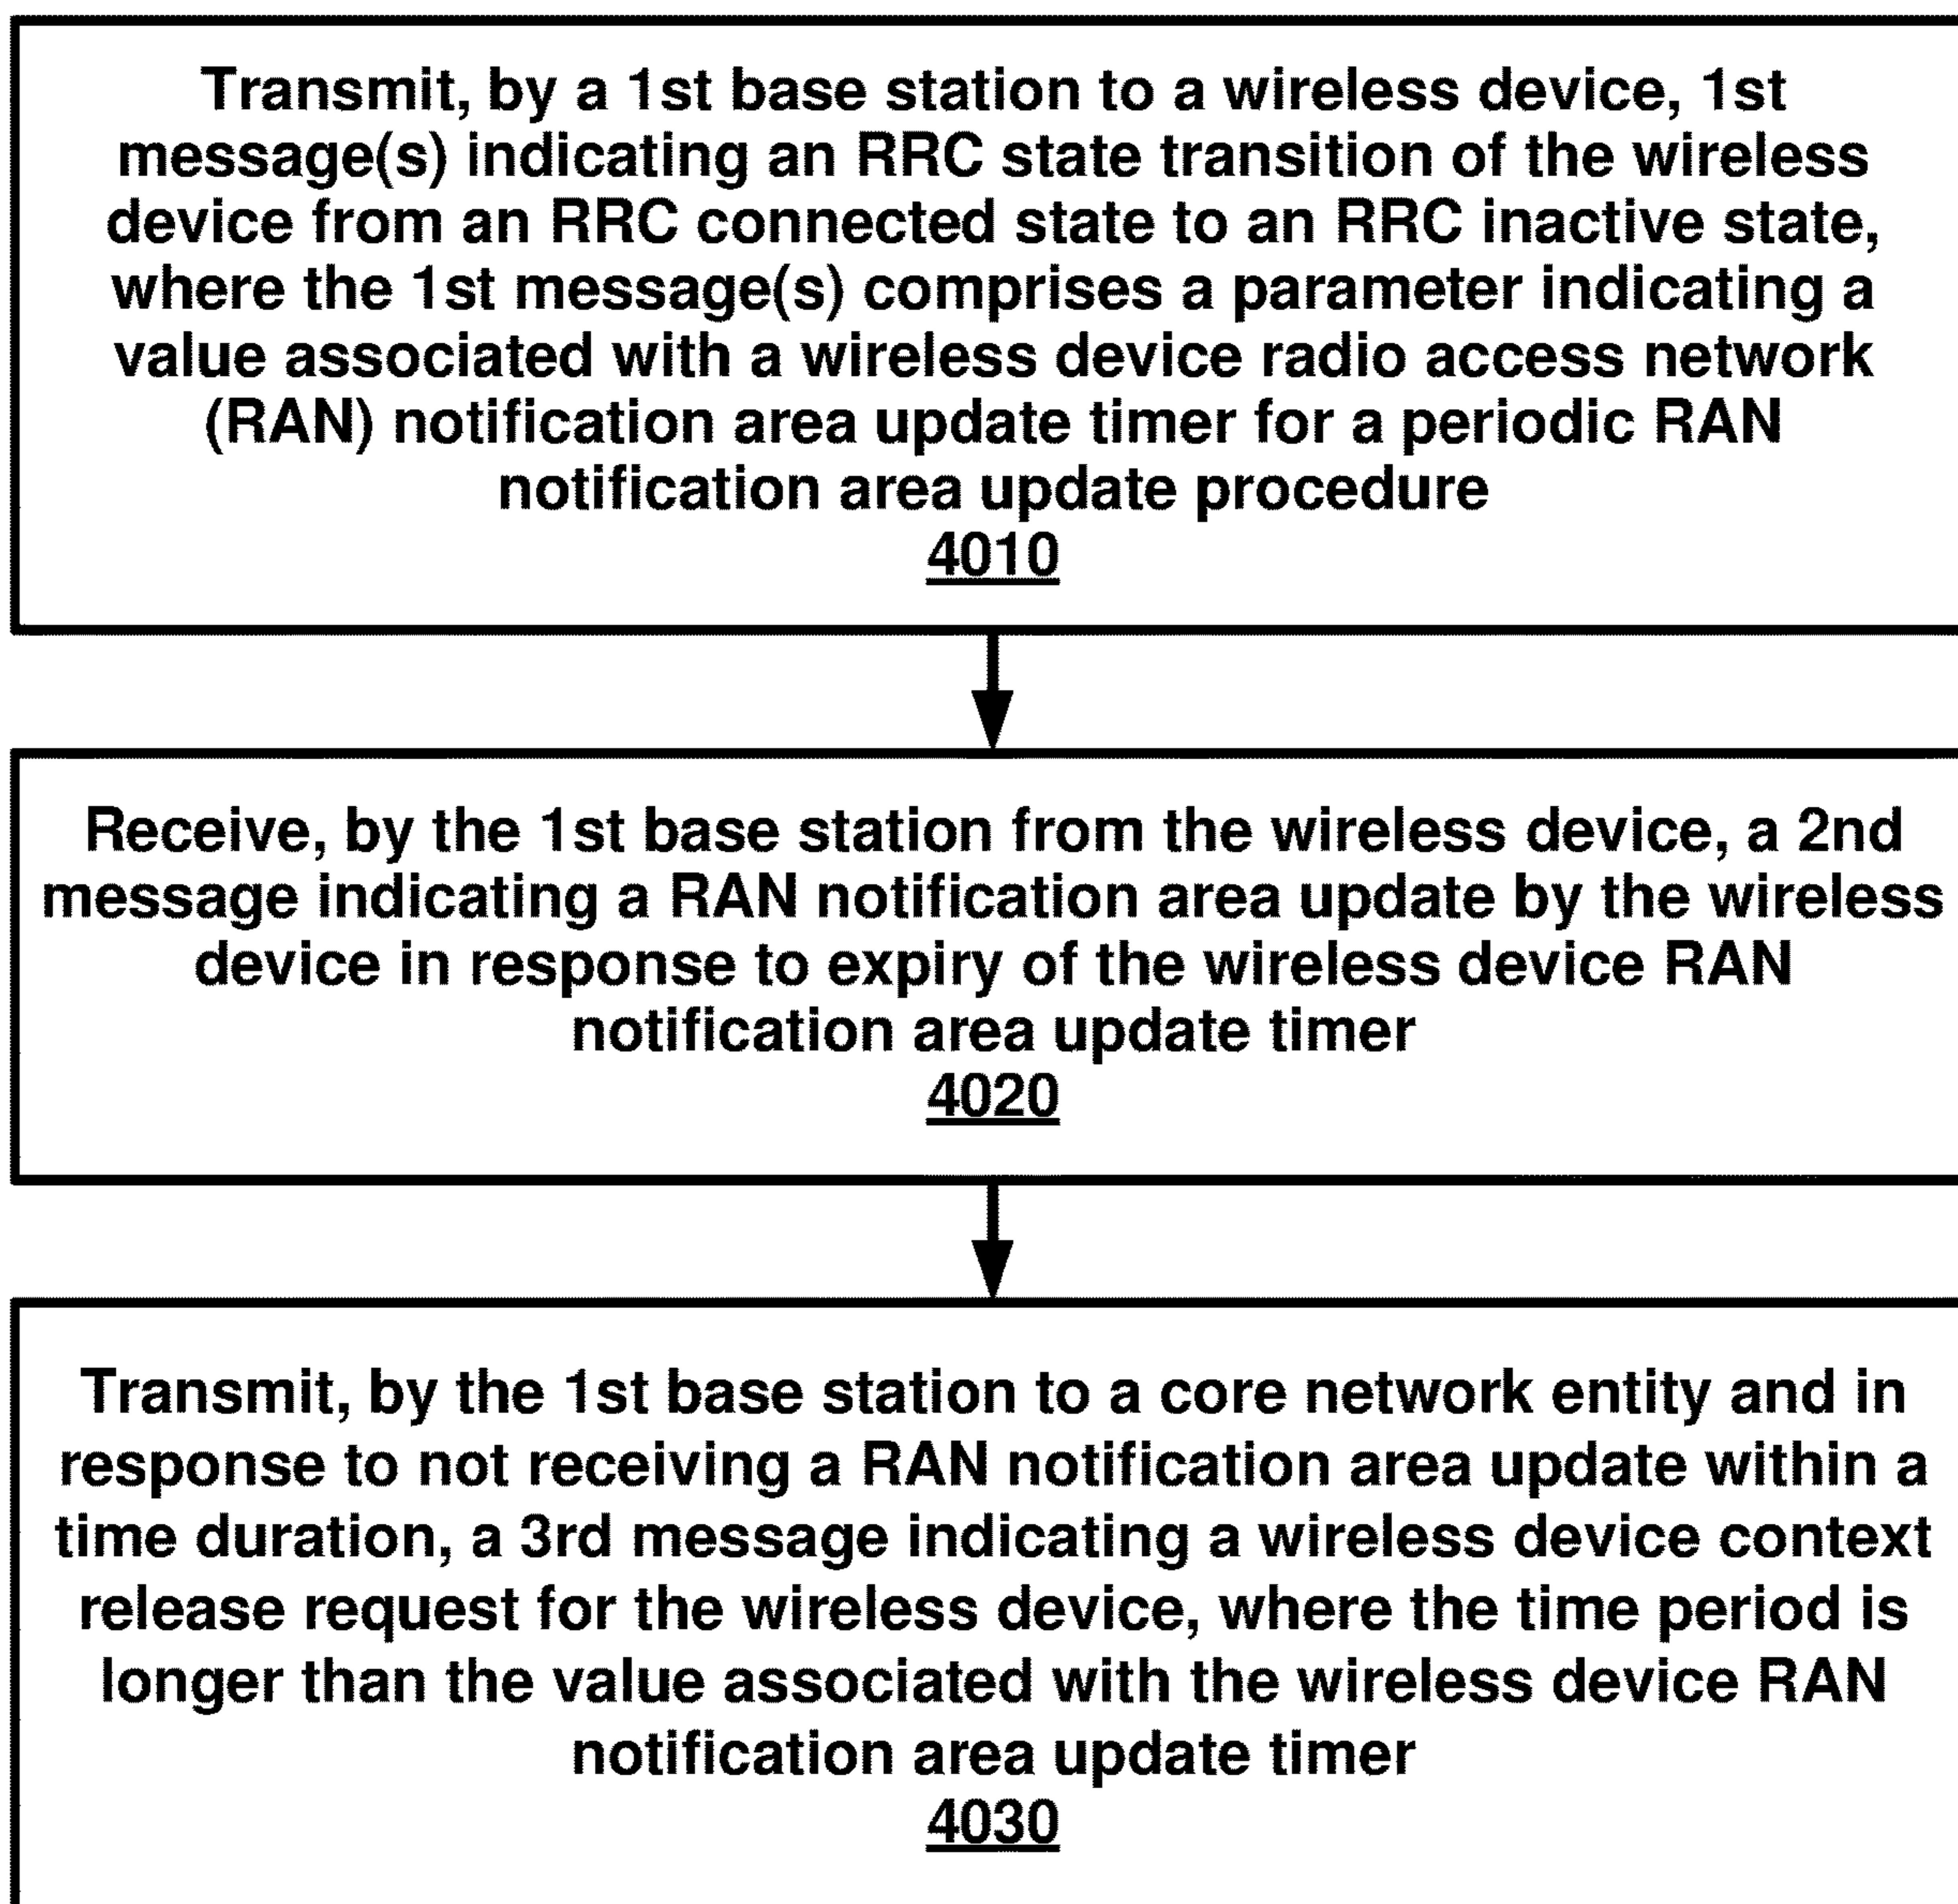 Transmit, by a 1st base station to a wireless device, 1st
message(s) indicating an RRC state transition of the wireless
device from an RRC connected state to an RRC inactive state,
where the 1st message(s) comprises a parameter indicating a
value associated with a wireless device radio access network
(RAN) notification area update timer for a periodic RAN
notification area update procedure
4010
Receive, by the 1st base station from the wireless device, a 2nd
message indicating a RAN notification area update by the wireless
device in response to expiry of the wireless device RAN
notification area update timer
4020
Transmit, by the 1st base station to a core network entity and in
response to not receiving a RAN notification area update within a
time duration, a 3rd message indicating a wireless device context
release request for the wireless device, where the time period is
longer than the value associated with the wireless device RAN
notification area update timer
4030